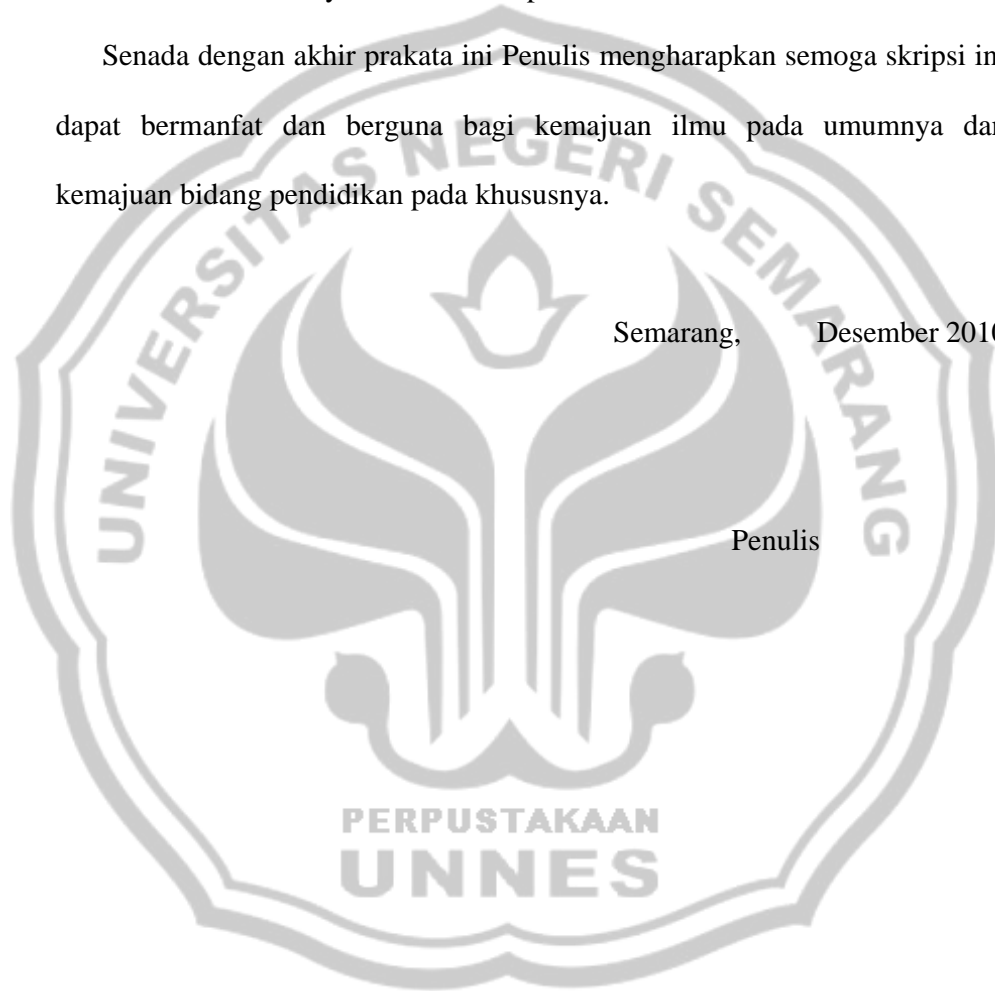 Senada dengan akhir prakata ini Penulis mengharapkan semoga skripsi in
dapat bermanfat dan berguna bagi kemajuan ilmu pada umumnya dan
kemajuan bidang pendidikan pada khususnya.
UNIVERSITAS NEGERI SEMARANG
Semarang, Desember 2010
Penulis
PERPUSTAKAAN
UNNES